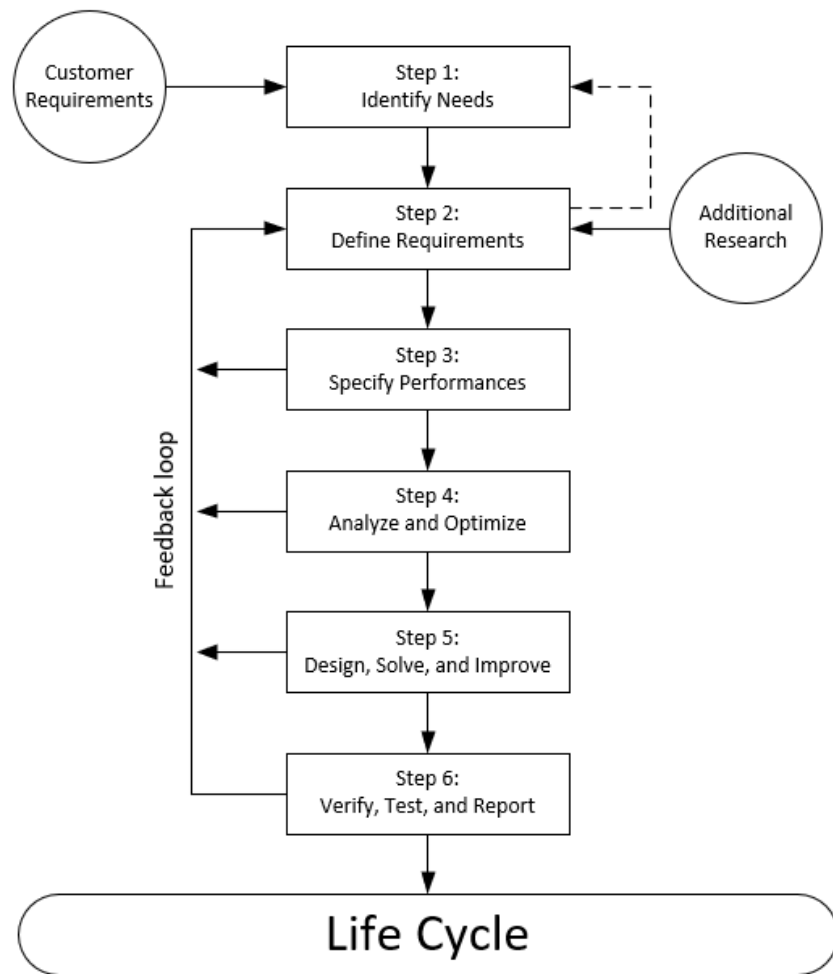 Customer
Requirements
Step 1:
Identify Needs
Step 2:
Define Requirements
Additional
Research
Step 3:
Specify Performances
Feedback loop
Step 4:
Analyze and Optimize
Step 5:
Design, Solve, and Improve
Step 6:
Verify, Test, and Report
Life Cycle